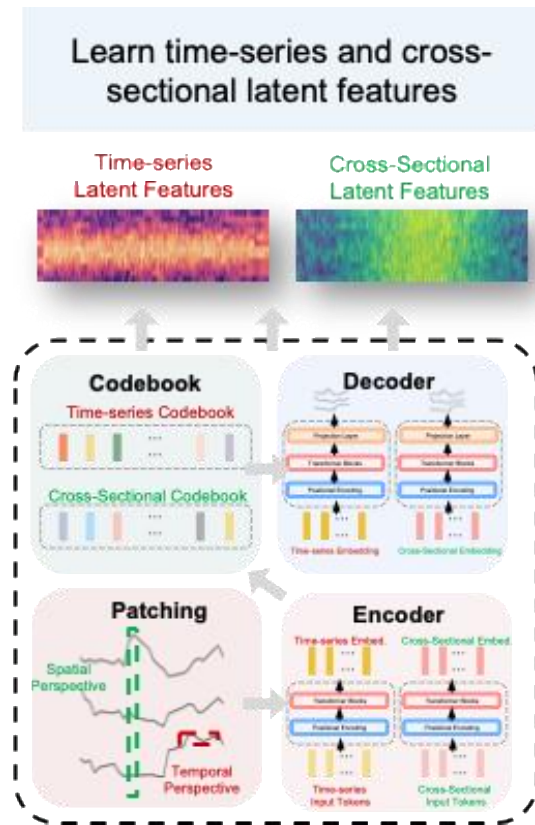 Learn time-series and cross-
sectional latent features
Time-series
Latent Features
Cross-Sectional
Latent Features
Codebook
Time-series Codebook
...
Cross-Sectional Codebook
...
Decoder
Projection Layer
Projection Layer
Transformer Blocks
Transformer Blocks
Positional Encoding
Positional Encoding
...
...
Time-series Embedding
Cross-Sectional Embedding
Patching
Spatial
Perspective
Temporal
Perspective
Encoder
Time-series Embed.
Cross-Sectional Embed.
...
...
Transformer Blocks
Transformer Blocks
Positional Encoding
Positional Encoding
...
...
Time-series
Input Tokens
Cross-Sectional
Input Tokens